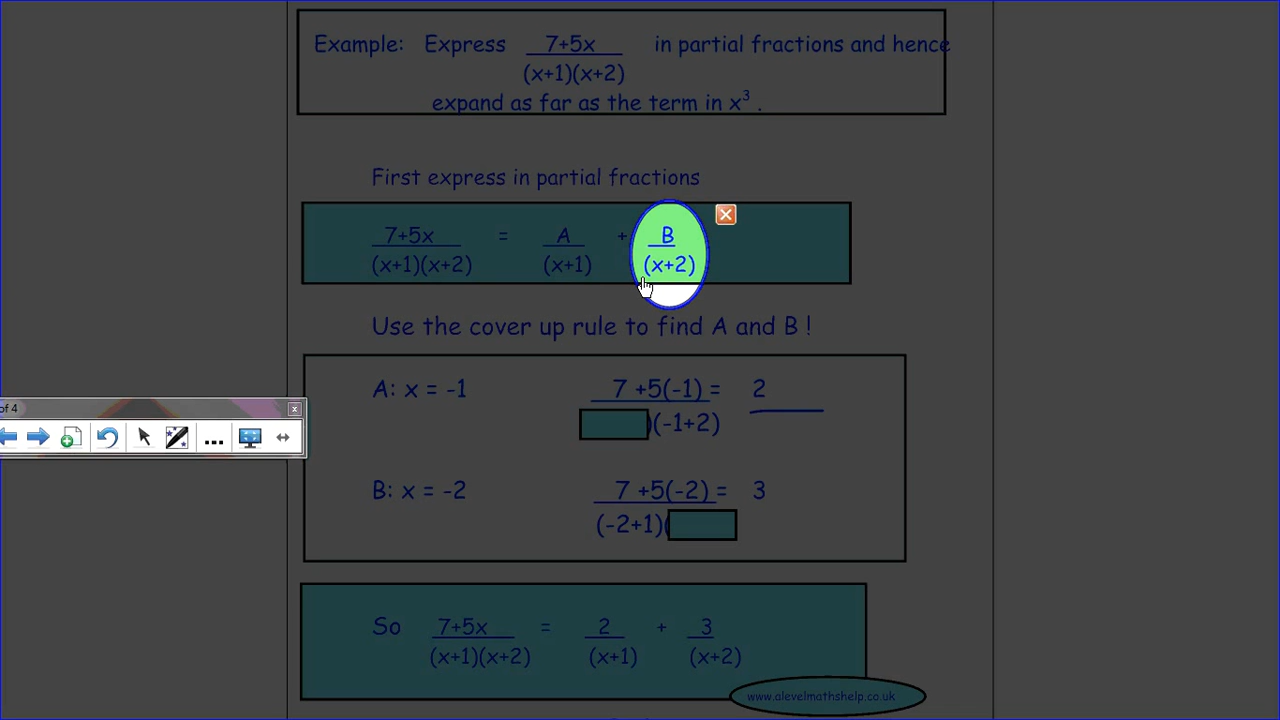 Example: Express 7+5x in partial fractions and hence
(x+1)(x+2)
expand as far as the term in x³ .
First express in partial fractions
7+5x = A + B
(x+1)(x+2) (x+1) (x+2)
Use the cover up rule to find A and B !
A: x = -1 7 +5(-1) = 2
)(-1+2)
B: x = -2 7 +5(-2) = 3
(-2+1)(
So 7+5x = 2 + 3
(x+1)(x+2) (x+1) (x+2)
www.alevelmathshelp.co.uk
of 4